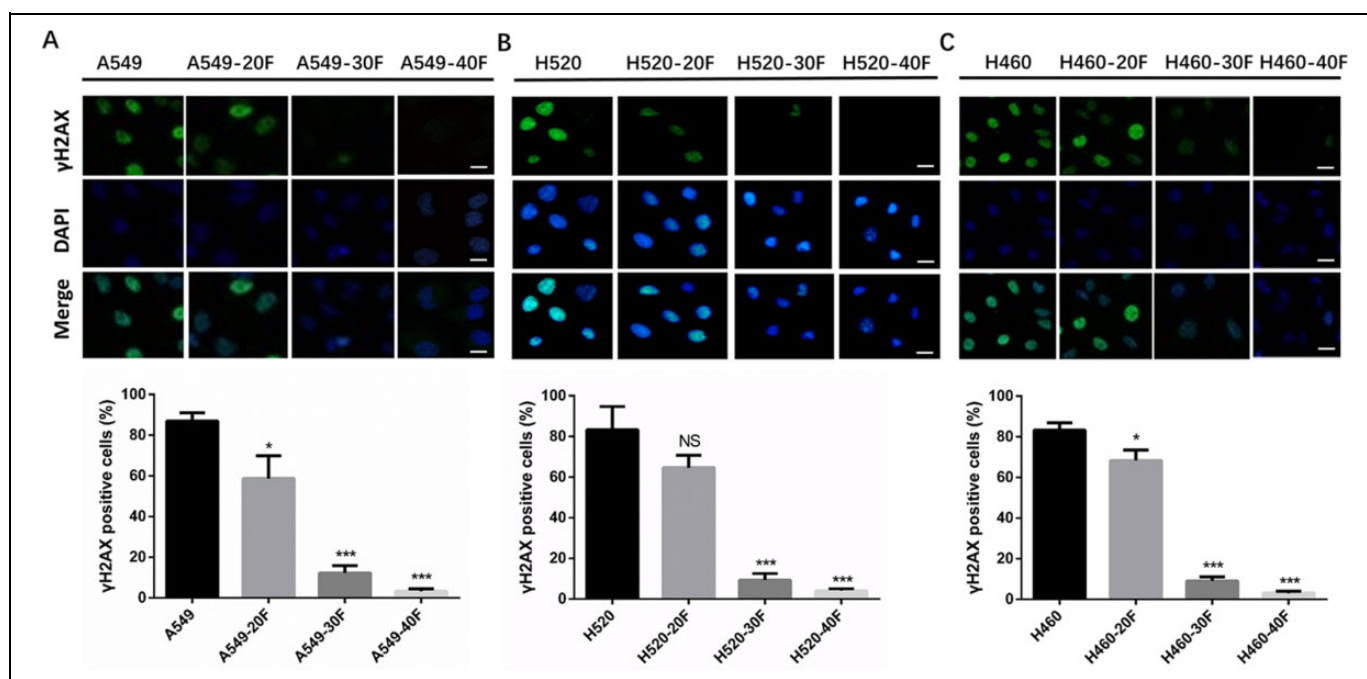 A
A549 A549-20F A549-30F A549-40F
γH2AX
DAPI
Merge
γH2AX positive cells (%)
100
80
60
40
20
0
*
***
***
A549
A549-20F
A549-30F
A549-40F
B
H520 H520-20F H520-30F H520-40F
γH2AX positive cells (%)
100
80
60
40
20
0
NS
***
***
H520
H520-20F
H520-30F
H520-40F
C
H460 H460-20F H460-30F H460-40F
γH2AX positive cells (%)
100
80
60
40
20
0
*
***
***
H460
H460-20F
H460-30F
H460-40F